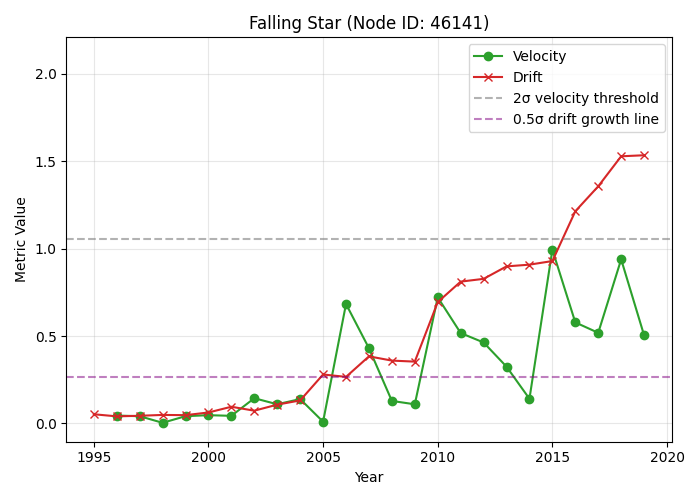 Falling Star (Node ID: 46141)
Velocity
Drift
2σ velocity threshold
0.5σ drift growth line
Metric Value
2.0
1.5
1.0
0.5
0.0
1995
2000
2005
2010
2015
2020
Year